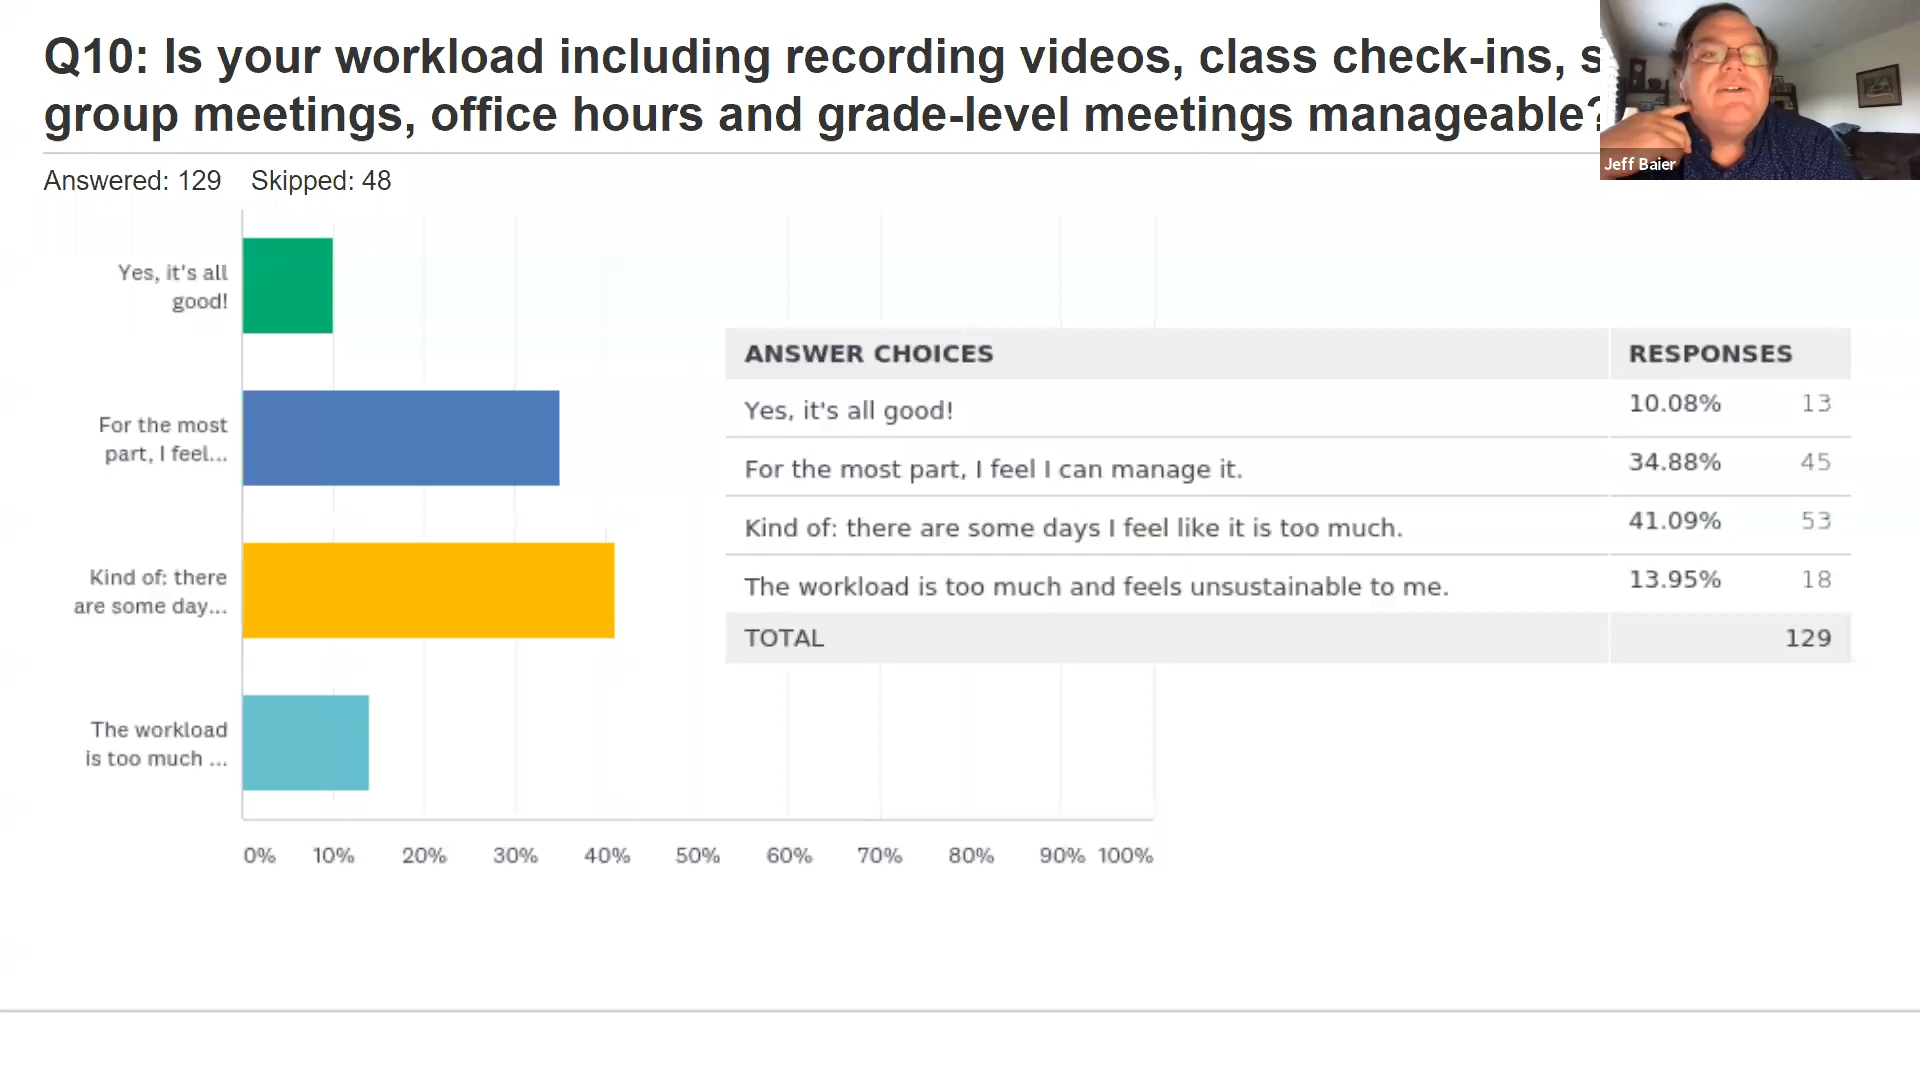 Q10: Is your workload including recording videos, class check-ins, s
group meetings, office hours and grade-level meetings manageable?
Jeff Baier
Answered: 129 Skipped: 48
Yes, it's all
good!
For the most
part, I feel...
Kind of: there
are some day...
The workload
is too much ...
0% 10% 20% 30% 40% 50% 60% 70% 80% 90% 100%
ANSWER CHOICES RESPONSES
Yes, it's all good! 10.08% 13
For the most part, I feel I can manage it. 34.88% 45
Kind of: there are some days I feel like it is too much. 41.09% 53
The workload is too much and feels unsustainable to me. 13.95% 18
TOTAL 129